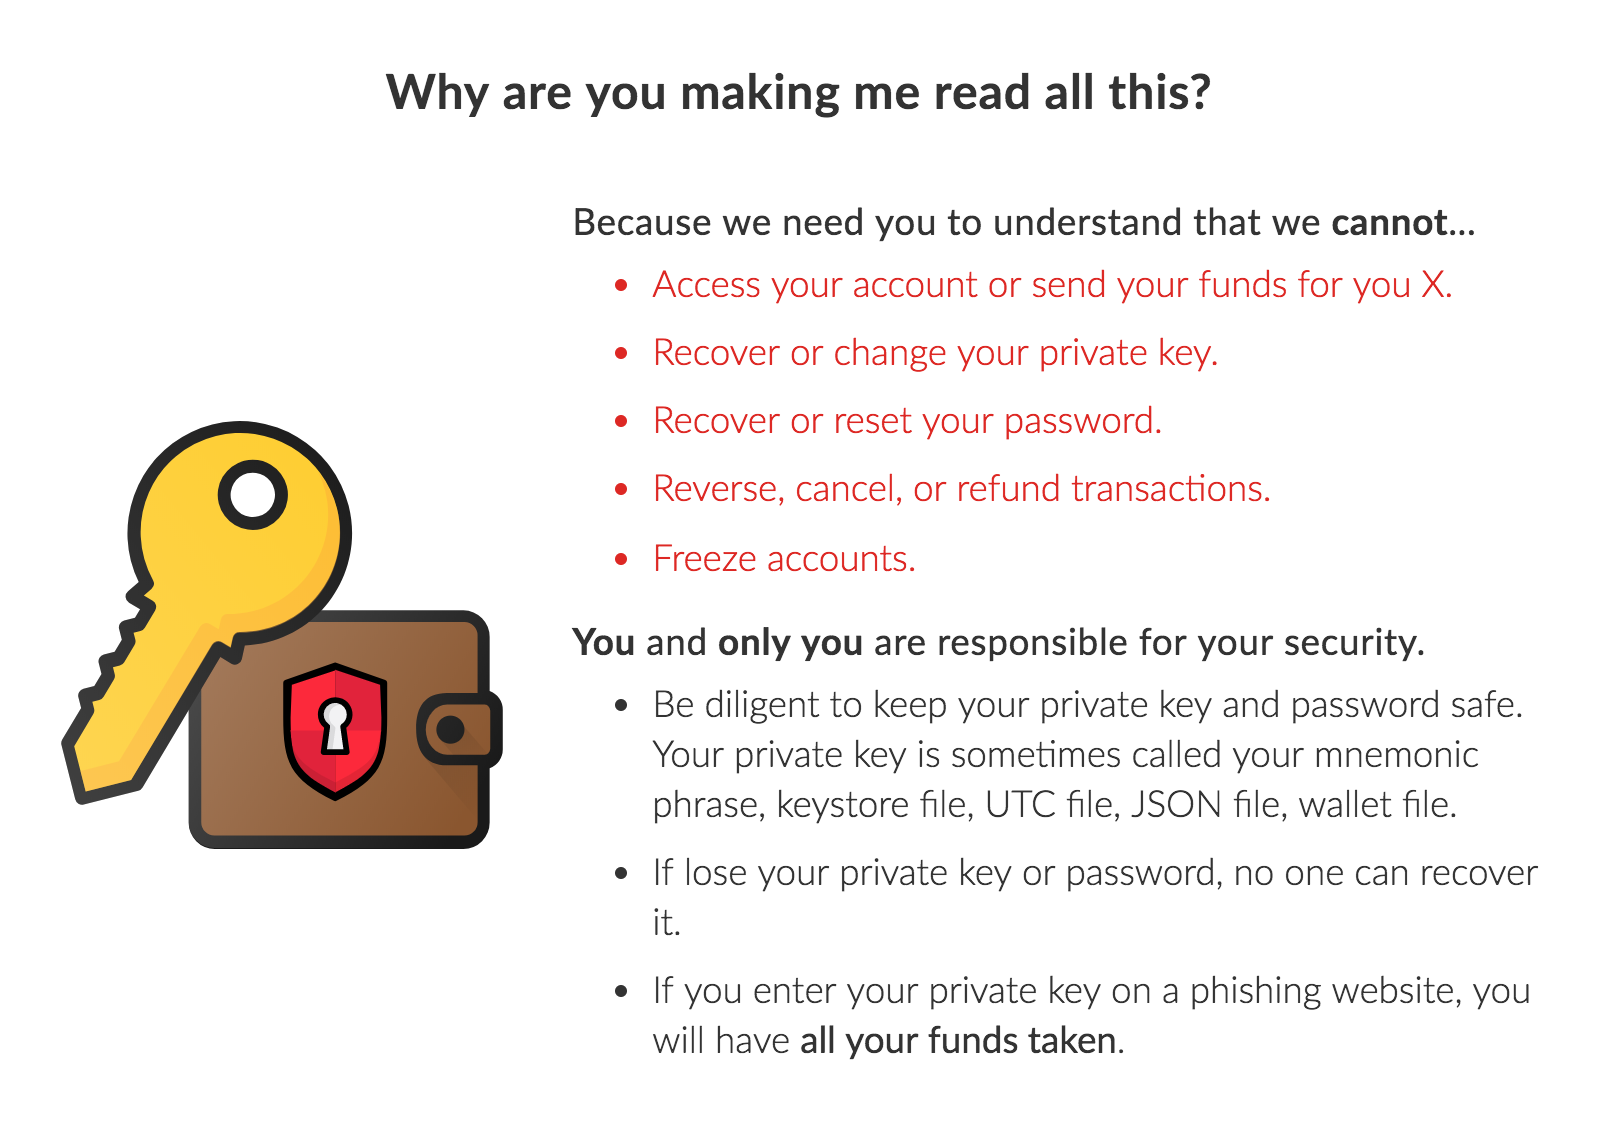 Why are you making me read all this?
Because we need you to understand that we cannot...
• Access your account or send your funds for you X.
• Recover or change your private key.
• Recover or reset your password.
• Reverse, cancel, or refund transactions.
• Freeze accounts.
You and only you are responsible for your security.
• Be diligent to keep your private key and password safe.
Your private key is sometimes called your mnemonic
phrase, keystore file, UTC file, JSON file, wallet file.
• If lose your private key or password, no one can recover
it.
• If you enter your private key on a phishing website, you
will have all your funds taken.